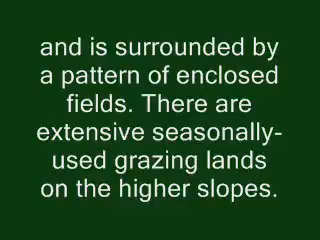 and is surrounded by
a pattern of enclosed
fields. There are
extensive seasonally-
used grazing lands
on the higher slopes.